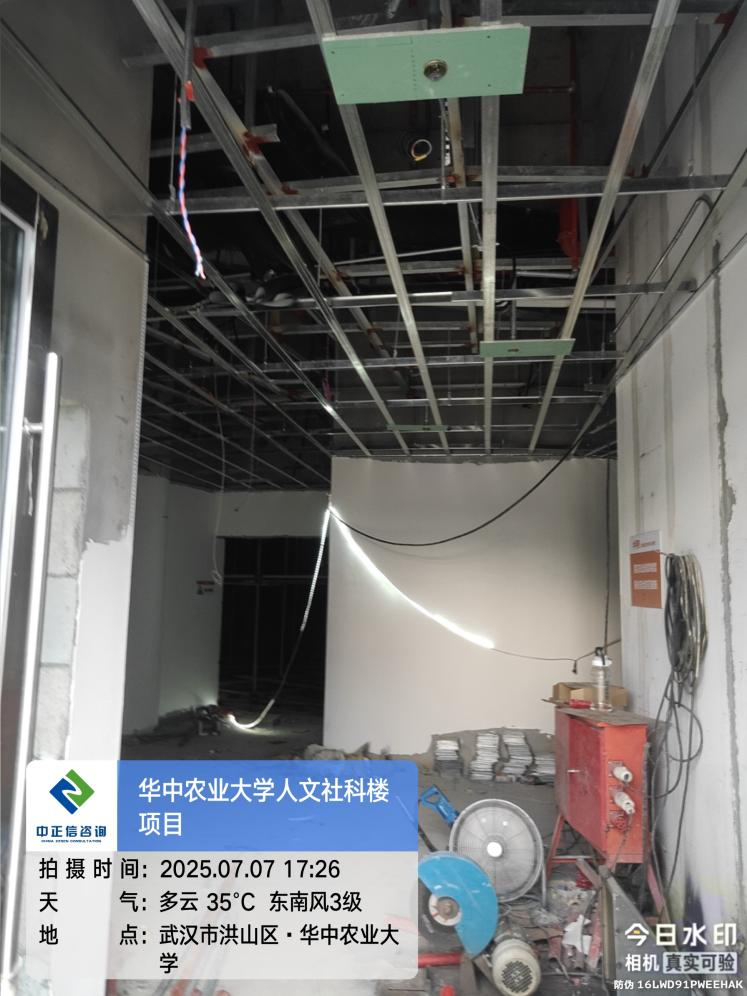 中正信咨询
CHINA ZXXCN CONSULTATION
华中农业大学人文社科楼
项目
拍摄时间：2025.07.07 17:26
天气：多云 35℃ 东南风3级
地点：武汉市洪山区·华中农业大
学
今日水印
相机 真实可验
防伪 16LWD91PWEEHAK